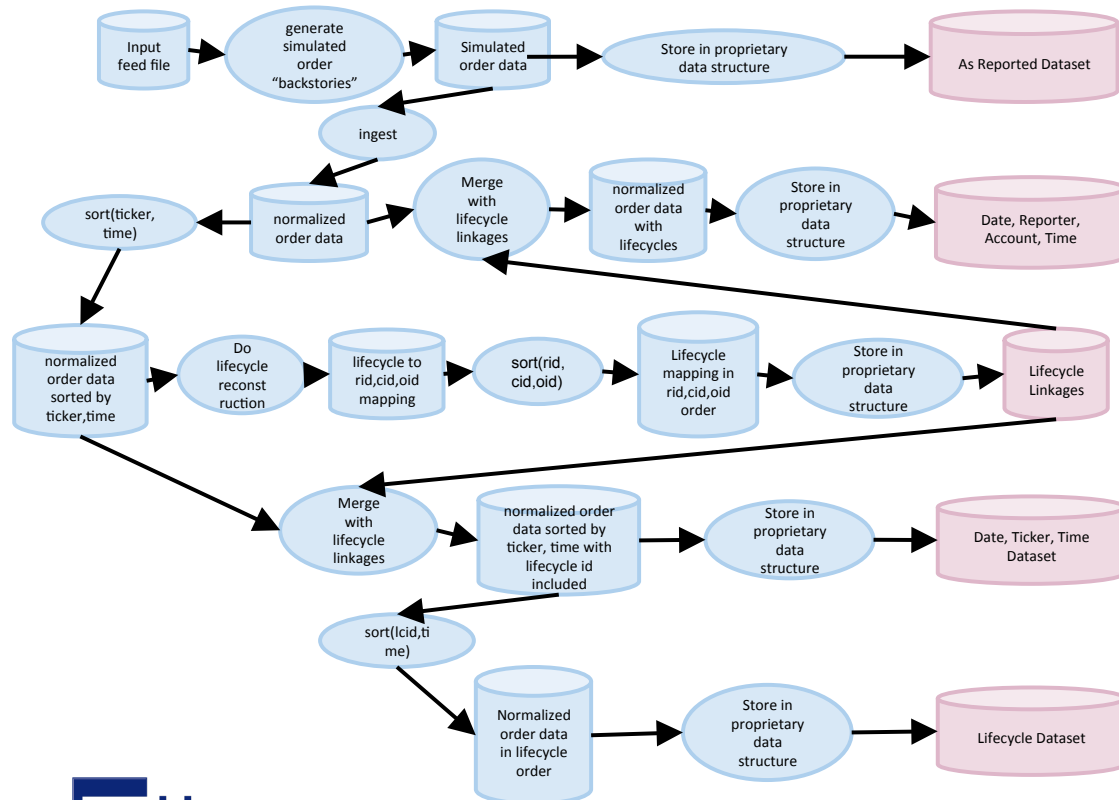 Input
feed file
generate
simulated
order
“backstories”
Simulated
order data
Store in proprietary
data structure
As Reported Dataset
ingest
sort(ticker,
time)
normalized
order data
Merge
with
lifecycle
linkages
normalized
order data
with
lifecycles
Store in
proprietary
data
structure
Date, Reporter,
Account, Time
normalized
order data
sorted by
ticker,time
Do
lifecycle
reconst
ruction
lifecycle to
rid,cid,oid
mapping
sort(rid,
cid,oid)
Lifecycle
mapping in
rid,cid,oid
order
Store in
proprietary
data
structure
Lifecycle
Linkages
Merge
with
lifecycle
linkages
normalized order
data sorted by
ticker, time with
lifecycle id
included
Store in
proprietary
data
structure
Date, Ticker, Time
Dataset
sort(lcid,ti
me)
Normalized
order data
in lifecycle
order
Store in
proprietary
data
structure
Lifecycle Dataset